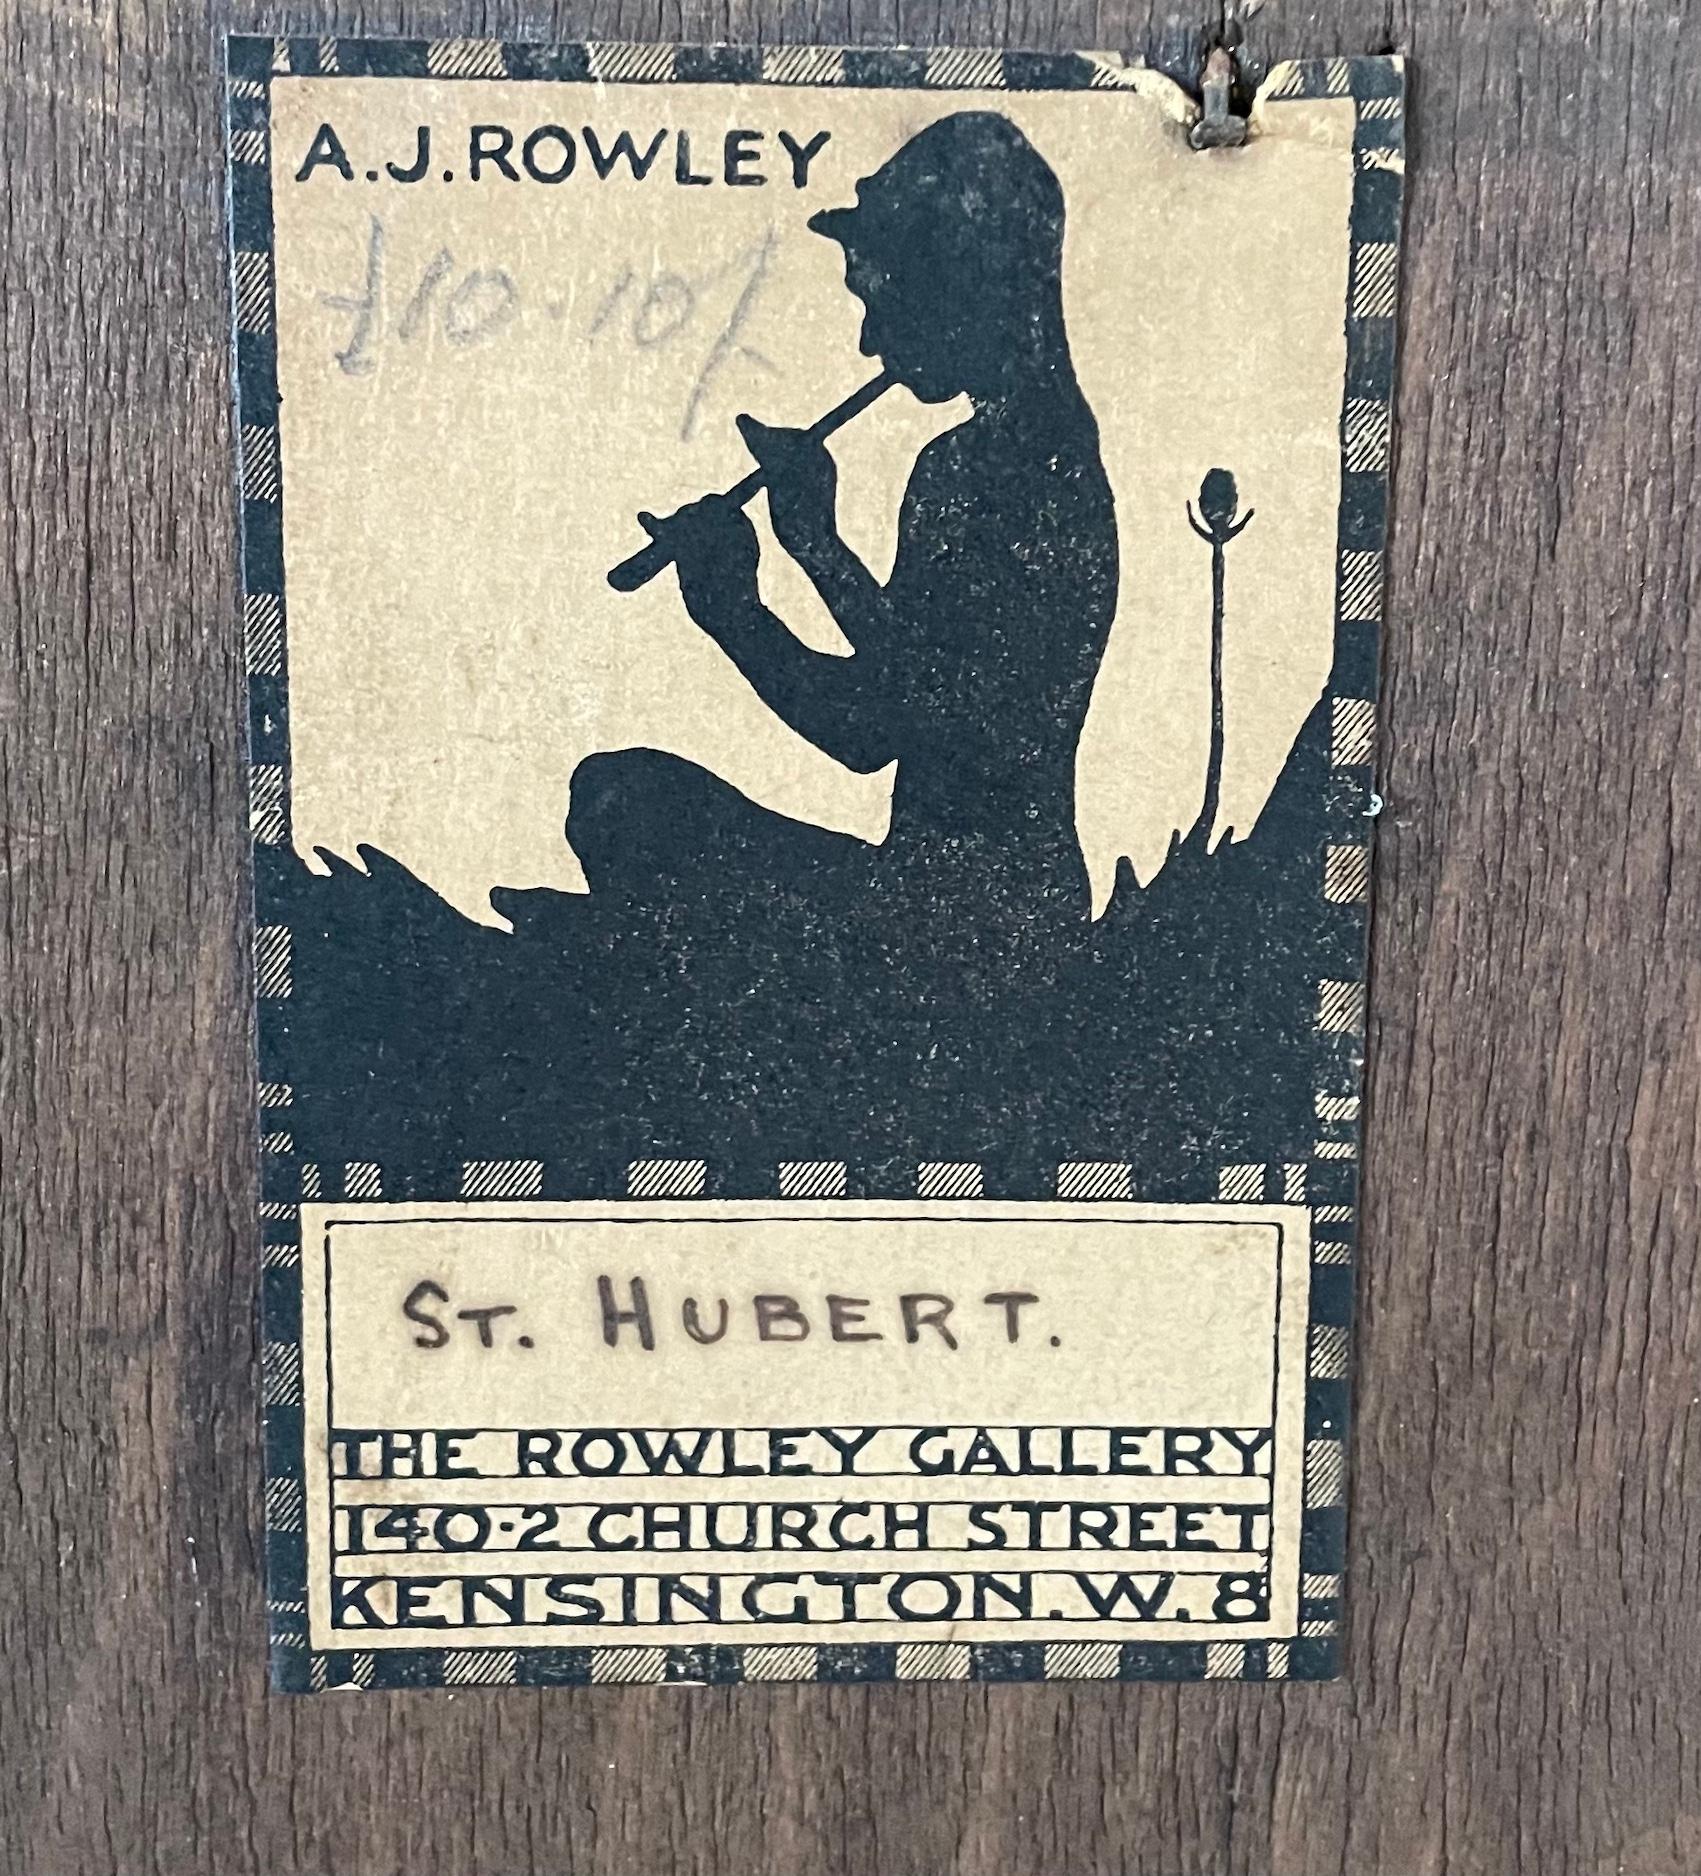 A.J.ROWLEY
£10.10/
ST. HUBERT.
THE ROWLEY GALLERY
140·2 CHURCH STREET
KENSINGTON.W.8